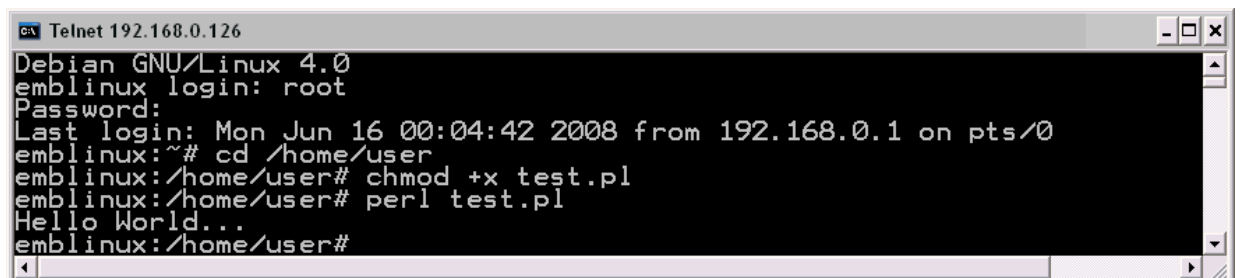 Telnet 192.168.0.126
Debian GNU/Linux 4.0
emblinux login: root
Password:
Last login: Mon Jun 16 00:04:42 2008 from 192.168.0.1 on pts/0
emblinux:~# cd /home/user
emblinux:/home/user# chmod +x test.pl
emblinux:/home/user# perl test.pl
Hello World...
emblinux:/home/user#